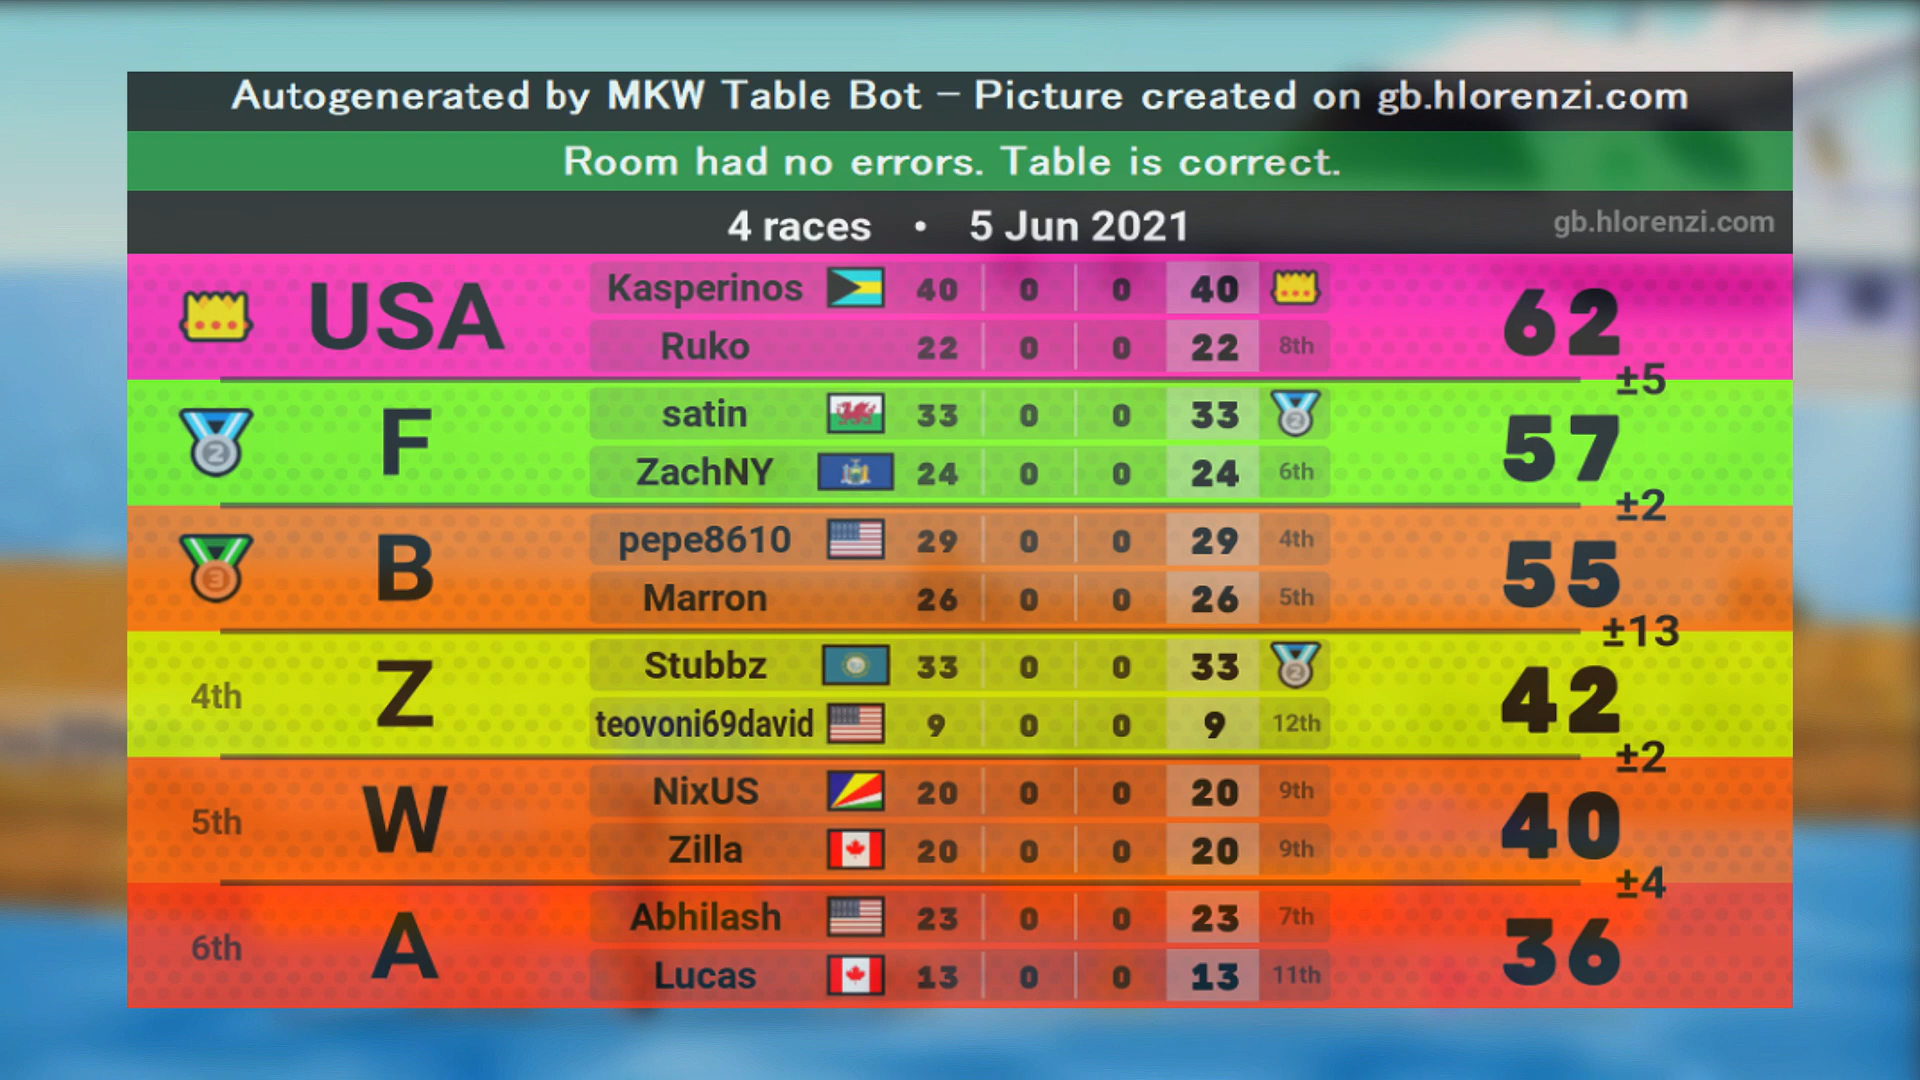 Autogenerated by MKW Table Bot - Picture created on gb.hlorenzi.com
Room had no errors. Table is correct.
4 races • 5 Jun 2021 gb.hlorenzi.com
USA
Kasperinos 40 0 0 40
Ruko 22 0 0 22 8th
62
±5
2 F
satin 33 0 0 33 2
ZachNY 24 0 0 24 6th
57
±2
3 B
pepe8610 29 0 0 29 4th
Marron 26 0 0 26 5th
55
±13
4th Z
Stubbz 33 0 0 33 2
teovoni69david 9 0 0 9 12th
42
±2
5th W
NixUS 20 0 0 20 9th
Zilla 20 0 0 20 9th
40
±4
6th A
Abhilash 23 0 0 23 7th
Lucas 13 0 0 13 11th
36